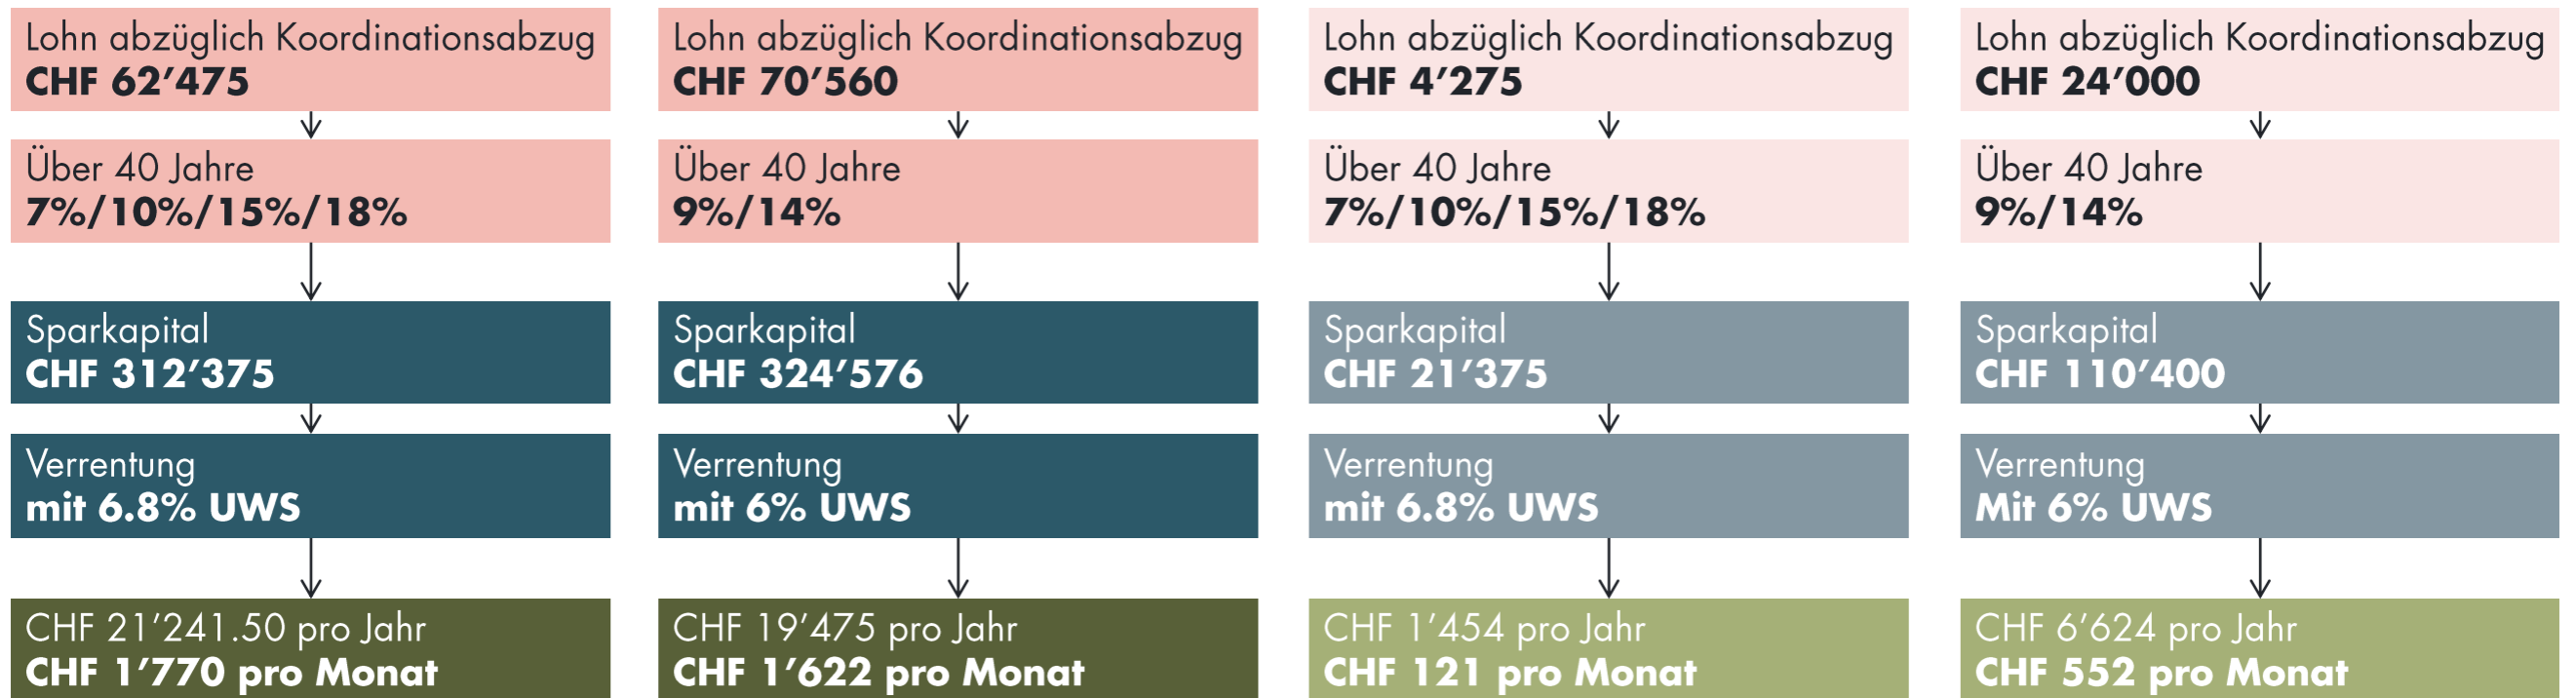 Lohn abzüglich Koordinationsabzug
CHF 62’475
Über 40 Jahre
7%/10%/15%/18%
Sparkapital
CHF 312’375
Verrentung
mit 6.8% UWS
CHF 21’241.50 pro Jahr
CHF 1’770 pro Monat
Lohn abzüglich Koordinationsabzug
CHF 70’560
Über 40 Jahre
9%/14%
Sparkapital
CHF 324’576
Verrentung
mit 6% UWS
CHF 19’475 pro Jahr
CHF 1’622 pro Monat
Lohn abzüglich Koordinationsabzug
CHF 4’275
Über 40 Jahre
7%/10%/15%/18%
Sparkapital
CHF 21’375
Verrentung
mit 6.8% UWS
CHF 1’454 pro Jahr
CHF 121 pro Monat
Lohn abzüglich Koordinationsabzug
CHF 24’000
Über 40 Jahre
9%/14%
Sparkapital
CHF 110’400
Verrentung
Mit 6% UWS
CHF 6’624 pro Jahr
CHF 552 pro Monat